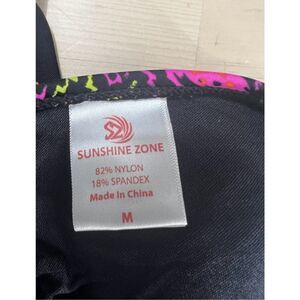 SUNSHINE ZONE
82% NYLON
18% SPANDEX
Made In China
M